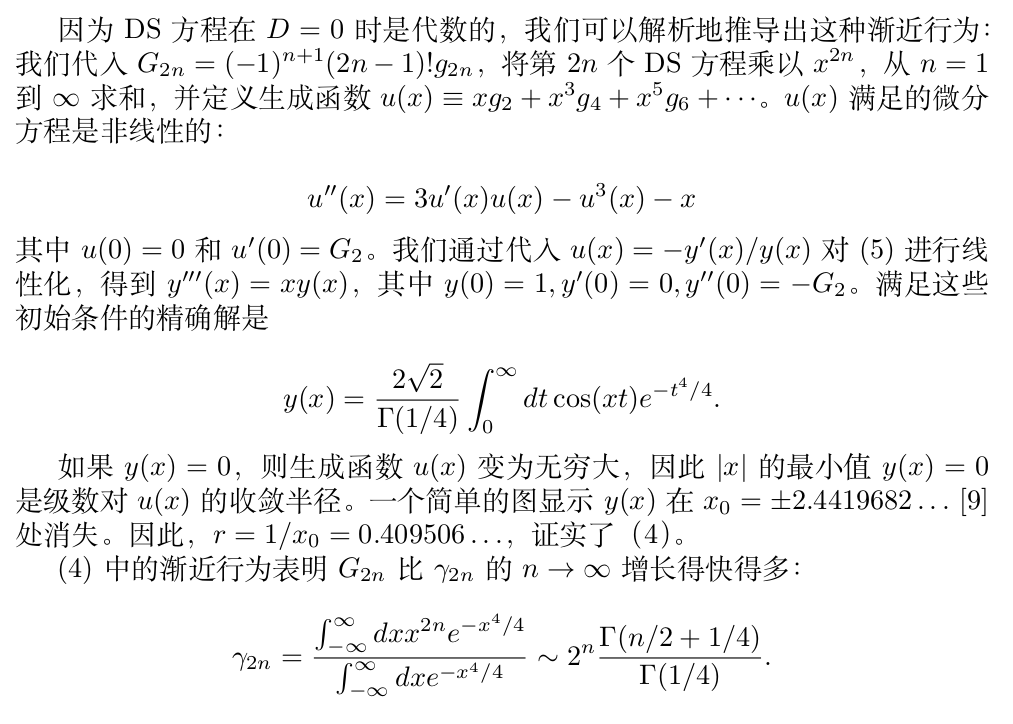 因为 DS 方程在 $D = 0$ 时是代数的，我们可以解析地推导出这种渐近行为：
我们代入 $G_{2n} = (-1)^{n+1}(2n-1)!g_{2n}$，将第 $2n$ 个 DS 方程乘以 $x^{2n}$，从 $n = 1$
到 $\infty$ 求和，并定义生成函数 $u(x) \equiv xg_2 + x^3g_4 + x^5g_6 + \cdots$。$u(x)$ 满足的微分
方程是非线性的：
$$u''(x) = 3u'(x)u(x) - u^3(x) - x$$
其中 $u(0) = 0$ 和 $u'(0) = G_2$。我们通过代入 $u(x) = -y'(x)/y(x)$ 对 (5) 进行线
性化，得到 $y'''(x) = xy(x)$，其中 $y(0) = 1, y'(0) = 0, y''(0) = -G_2$。满足这些
初始条件的精确解是
$$y(x) = \frac{2\sqrt{2}}{\Gamma(1/4)} \int_0^\infty dt \cos(xt) e^{-t^4/4}.$$
如果 $y(x) = 0$，则生成函数 $u(x)$ 变为无穷大，因此 $|x|$ 的最小值 $y(x) = 0$
是级数对 $u(x)$ 的收敛半径。一个简单的图显示 $y(x)$ 在 $x_0 = \pm 2.4419682\ldots$ [9]
处消失。因此，$r = 1/x_0 = 0.409506\ldots$，证实了（4）。
(4) 中的渐近行为表明 $G_{2n}$ 比 $\gamma_{2n}$ 的 $n \to \infty$ 增长得快得多：
$$\gamma_{2n} = \frac{\int_{-\infty}^\infty dx x^{2n} e^{-x^4/4}}{\int_{-\infty}^\infty dx e^{-x^4/4}} \sim 2^n \frac{\Gamma(n/2 + 1/4)}{\Gamma(1/4)}.$$